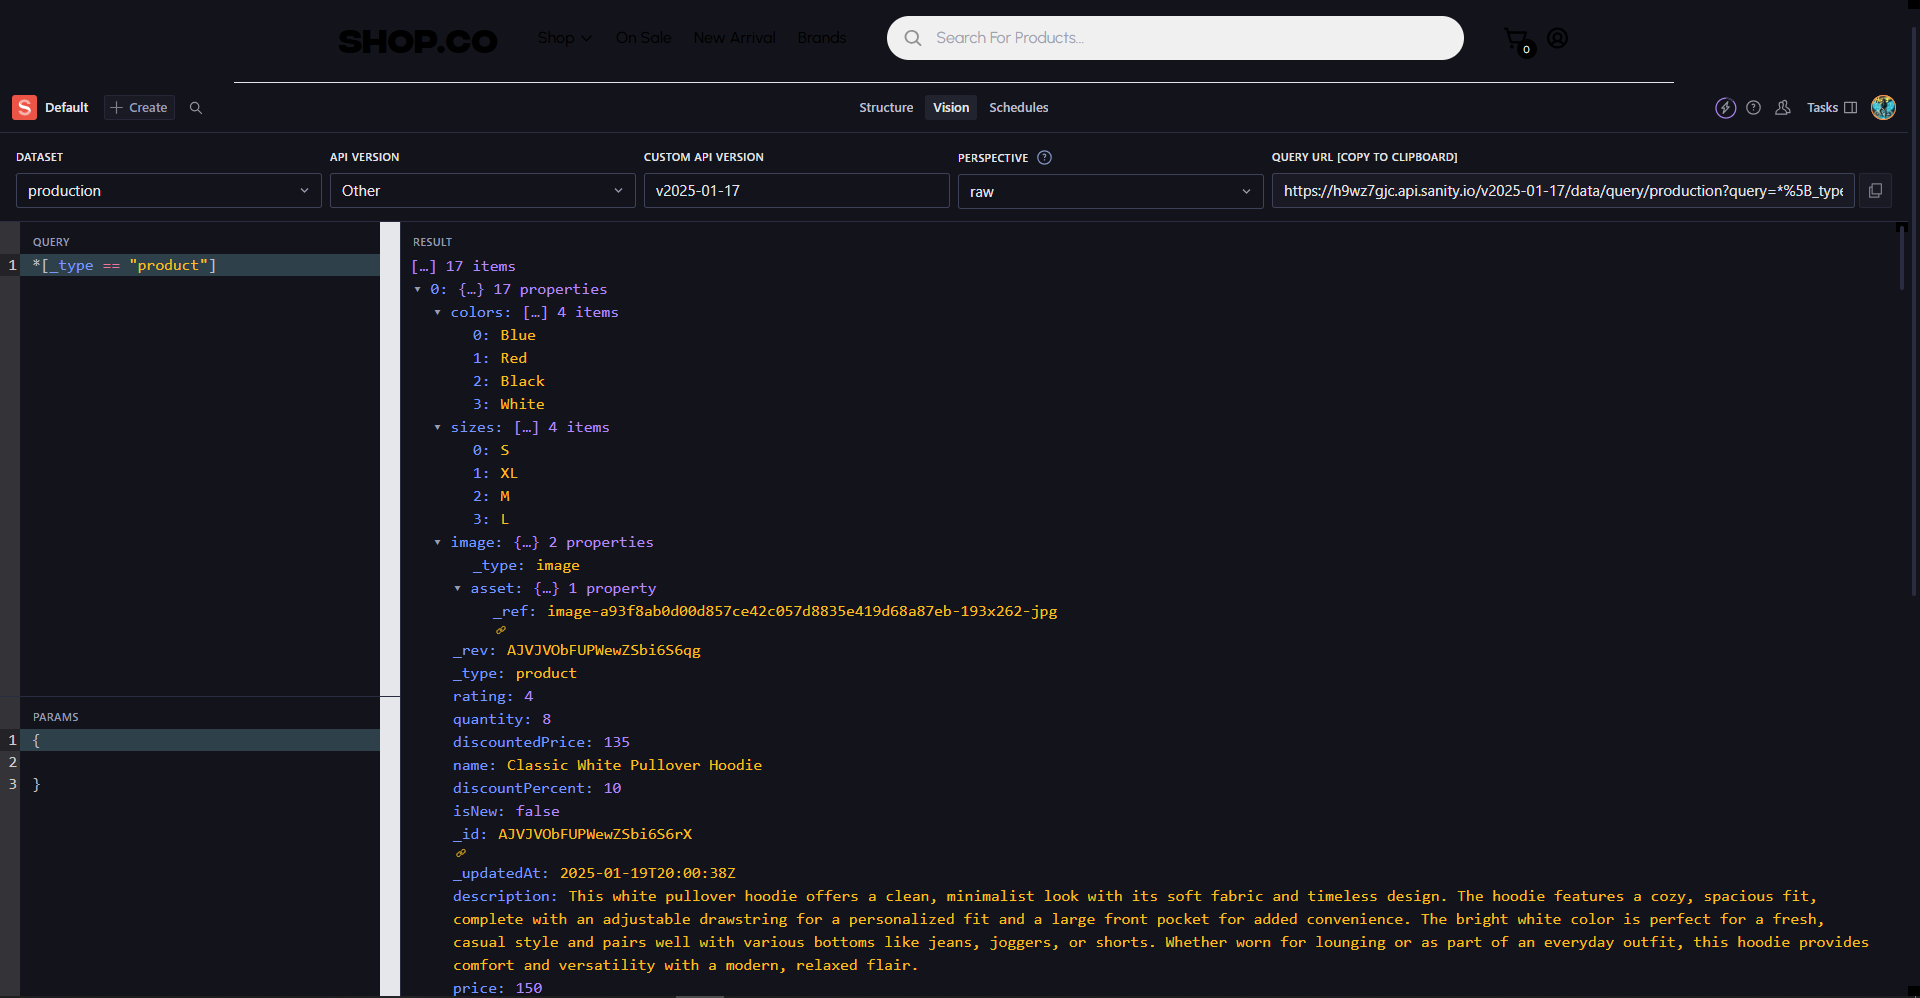 SHOP.CO Shop On Sale New Arrival Brands Search For Products... 0
S Default Create Structure Vision Schedules Tasks
DATASET API VERSION CUSTOM API VERSION PERSPECTIVE ? QUERY URL [COPY TO CLIPBOARD]
production Other v2025-01-17 raw https://h9wz7gjc.api.sanity.io/v2025-01-17/data/query/production?query=*%5B_type
QUERY
1 *[_type == "product"]
RESULT
[…] 17 items
0: {…} 17 properties
colors: […] 4 items
0: Blue
1: Red
2: Black
3: White
sizes: […] 4 items
0: S
1: XL
2: M
3: L
image: {…} 2 properties
_type: image
asset: {…} 1 property
_ref: image-a93f8ab0d00d857ce42c057d8835e419d68a87eb-193x262-jpg
_rev: AJVJVObFUPWewZSbi6S6qg
_type: product
rating: 4
quantity: 8
discountedPrice: 135
name: Classic White Pullover Hoodie
discountPercent: 10
isNew: false
_id: AJVJVObFUPWewZSbi6S6rX
_updatedAt: 2025-01-19T20:00:38Z
description: This white pullover hoodie offers a clean, minimalist look with its soft fabric and timeless design. The hoodie features a cozy, spacious fit,
complete with an adjustable drawstring for a personalized fit and a large front pocket for added convenience. The bright white color is perfect for a fresh,
casual style and pairs well with various bottoms like jeans, joggers, or shorts. Whether worn for lounging or as part of an everyday outfit, this hoodie provides
comfort and versatility with a modern, relaxed flair.
price: 150
PARAMS
1 {
2
3 }